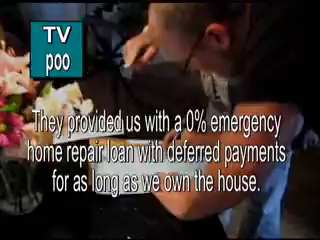 TV
poo
They provided us with a 0% emergency
home repair loan with deferred payments
for as long as we own the house.